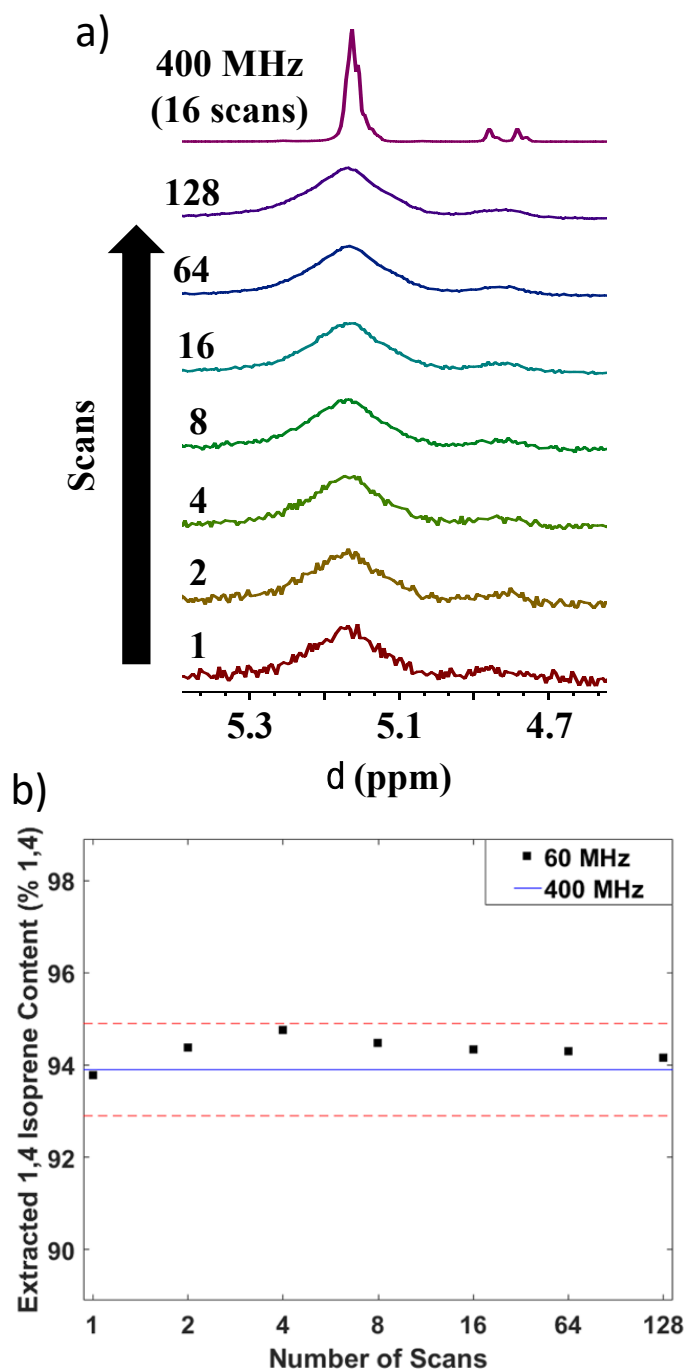 a)
400 MHz
(16 scans)
128
64
16
8
4
2
1
Scans
5.3 5.1 4.7
d (ppm)
b)
Extracted 1,4 Isoprene Content (% 1,4)
98
96
94
92
90
60 MHz
400 MHz
1 2 4 8 16 64 128
Number of Scans